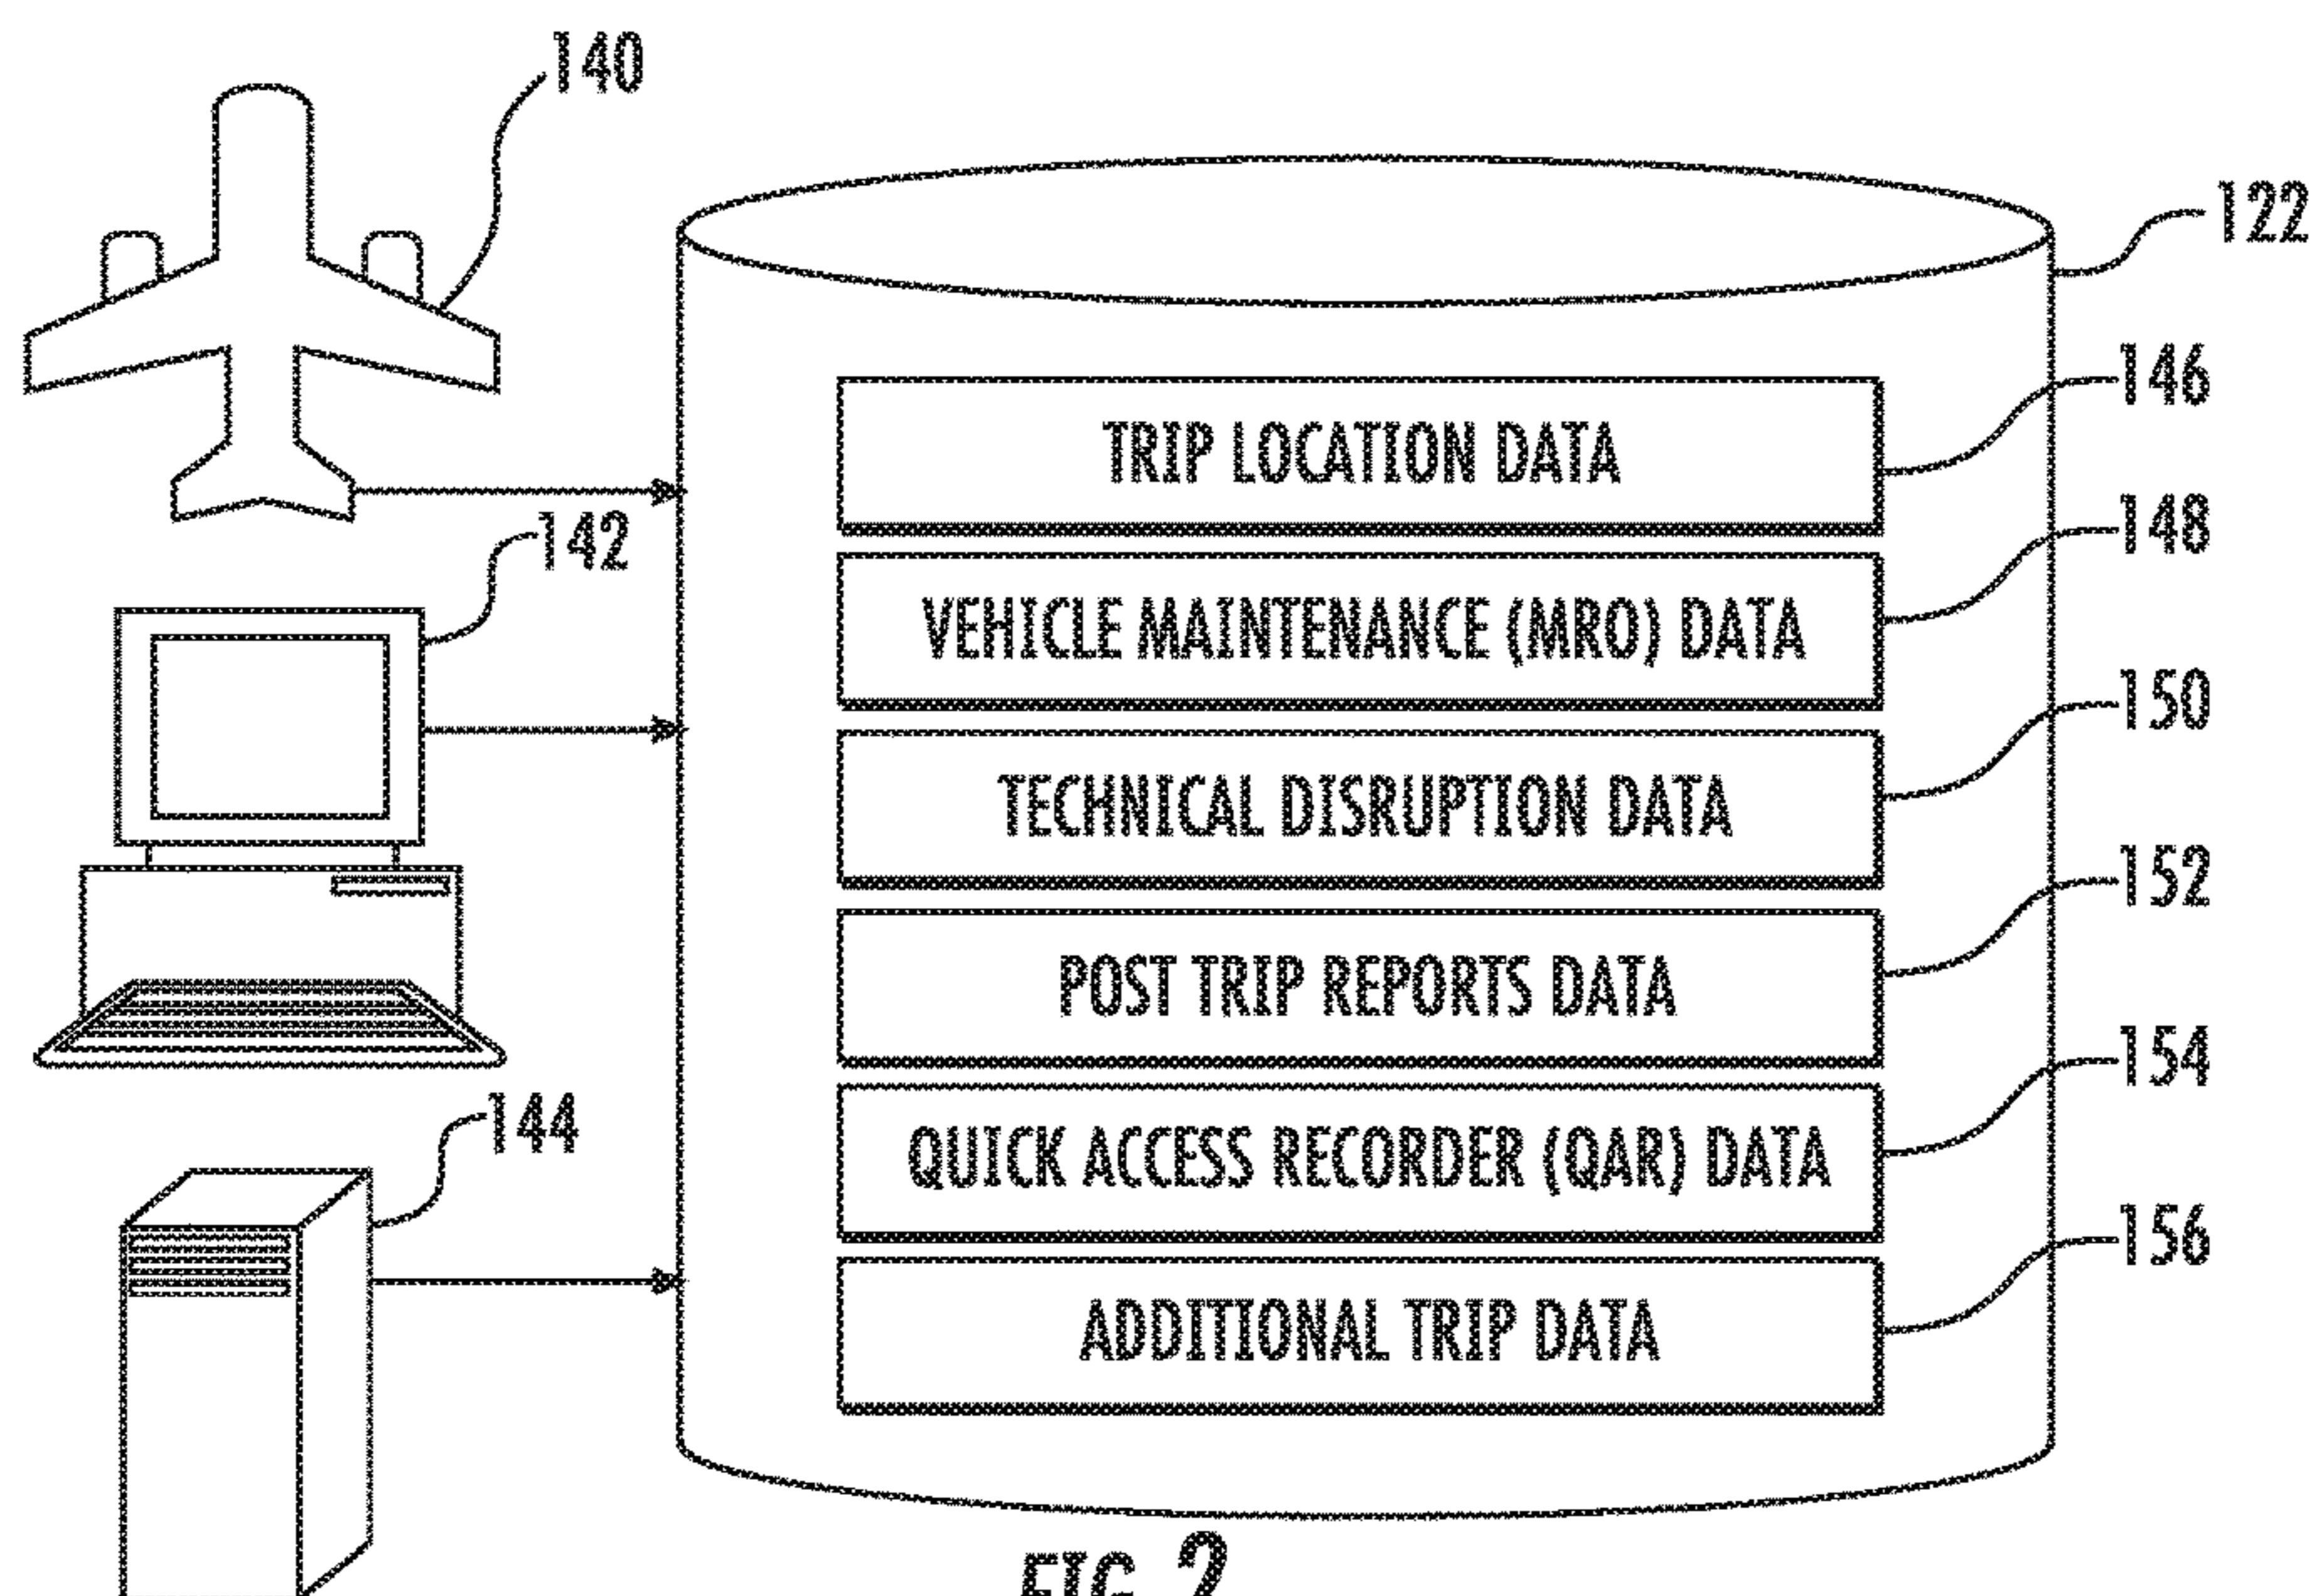 140
122
146
TRIP LOCATION DATA
148
142
VEHICLE MAINTENANCE (MRO) DATA
150
TECHNICAL DISRUPTION DATA
152
POST TRIP REPORTS DATA
154
144
QUICK ACCESS RECORDER (QAR) DATA
156
ADDITIONAL TRIP DATA
FIG. 2